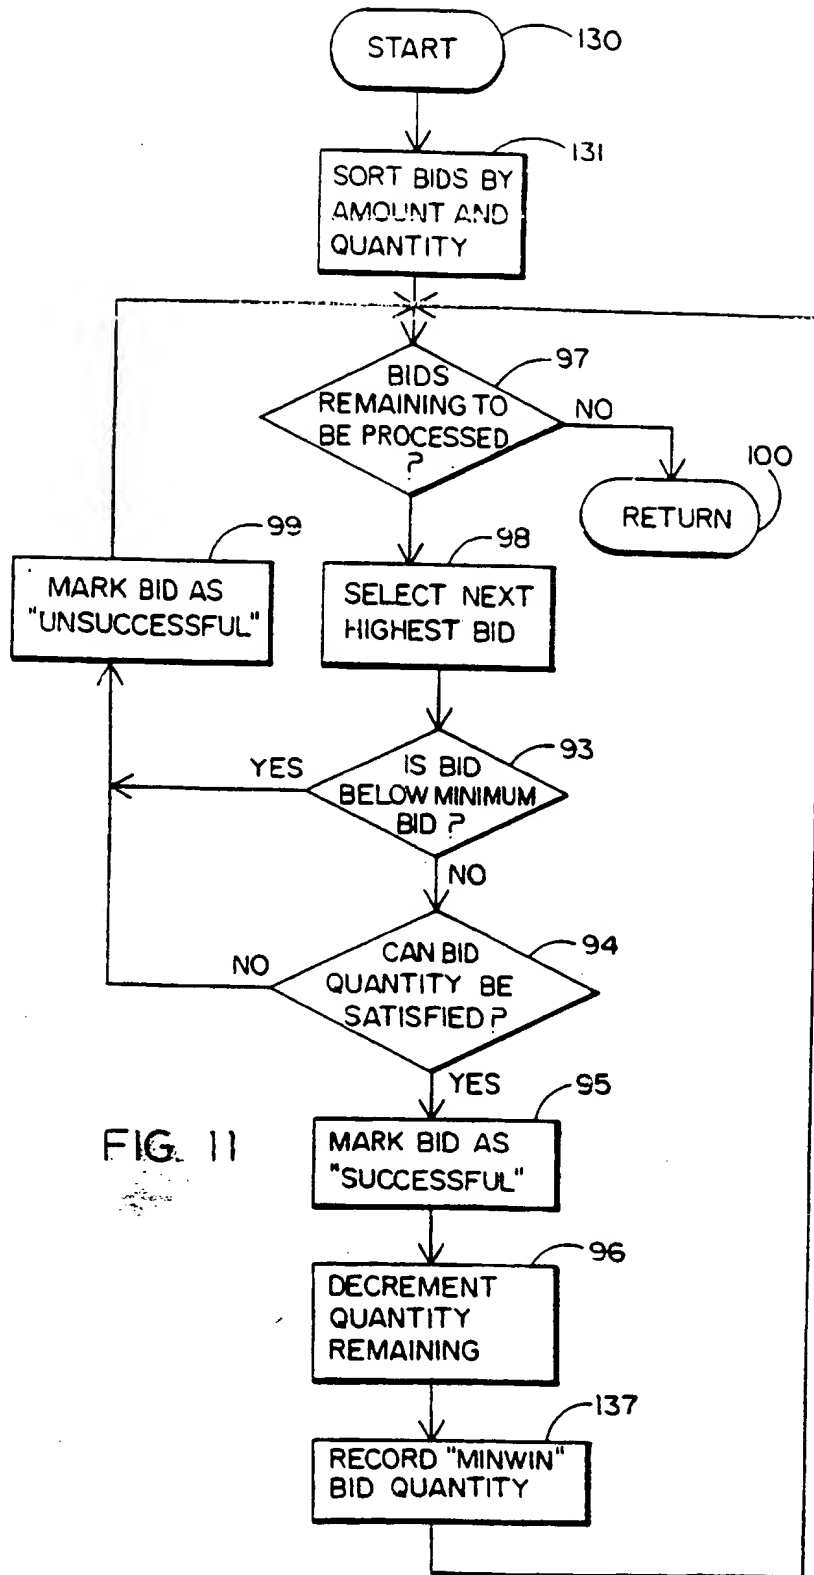 START
130
131
SORT BIDS BY
AMOUNT AND
QUANTITY
97
BIDS
REMAINING TO
BE PROCESSED
?
NO
100
RETURN
99
MARK BID AS
"UNSUCCESSFUL"
98
SELECT NEXT
HIGHEST BID
93
YES
IS BID
BELOW MINIMUM
BID?
NO
94
NO
CAN BID
QUANTITY BE
SATISFIED?
YES
95
FIG. 11
MARK BID AS
"SUCCESSFUL"
96
DECREMENT
QUANTITY
REMAINING
137
RECORD "MINWIN"
BID QUANTITY